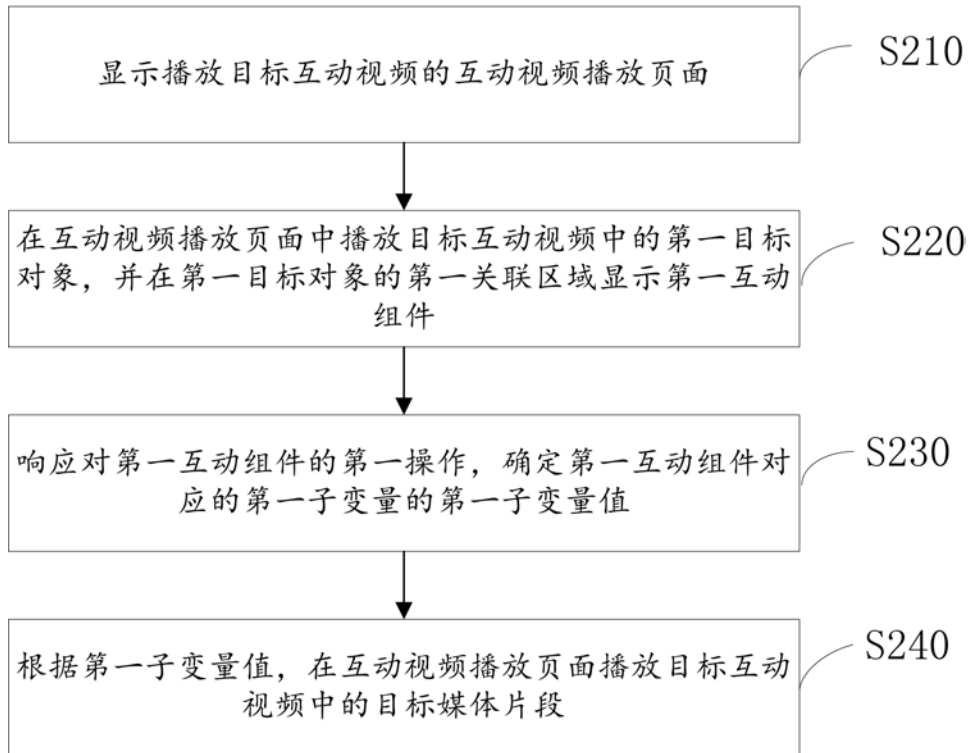 显示播放目标互动视频的互动视频播放页面
S210
在互动视频播放页面中播放目标互动视频中的第一目标
对象，并在第一目标对象的第一关联区域显示第一互动
组件
S220
响应对第一互动组件的第一操作，确定第一互动组件对
应的第一子变量的第一子变量值
S230
根据第一子变量值，在互动视频播放页面播放目标互动
视频中的目标媒体片段
S240